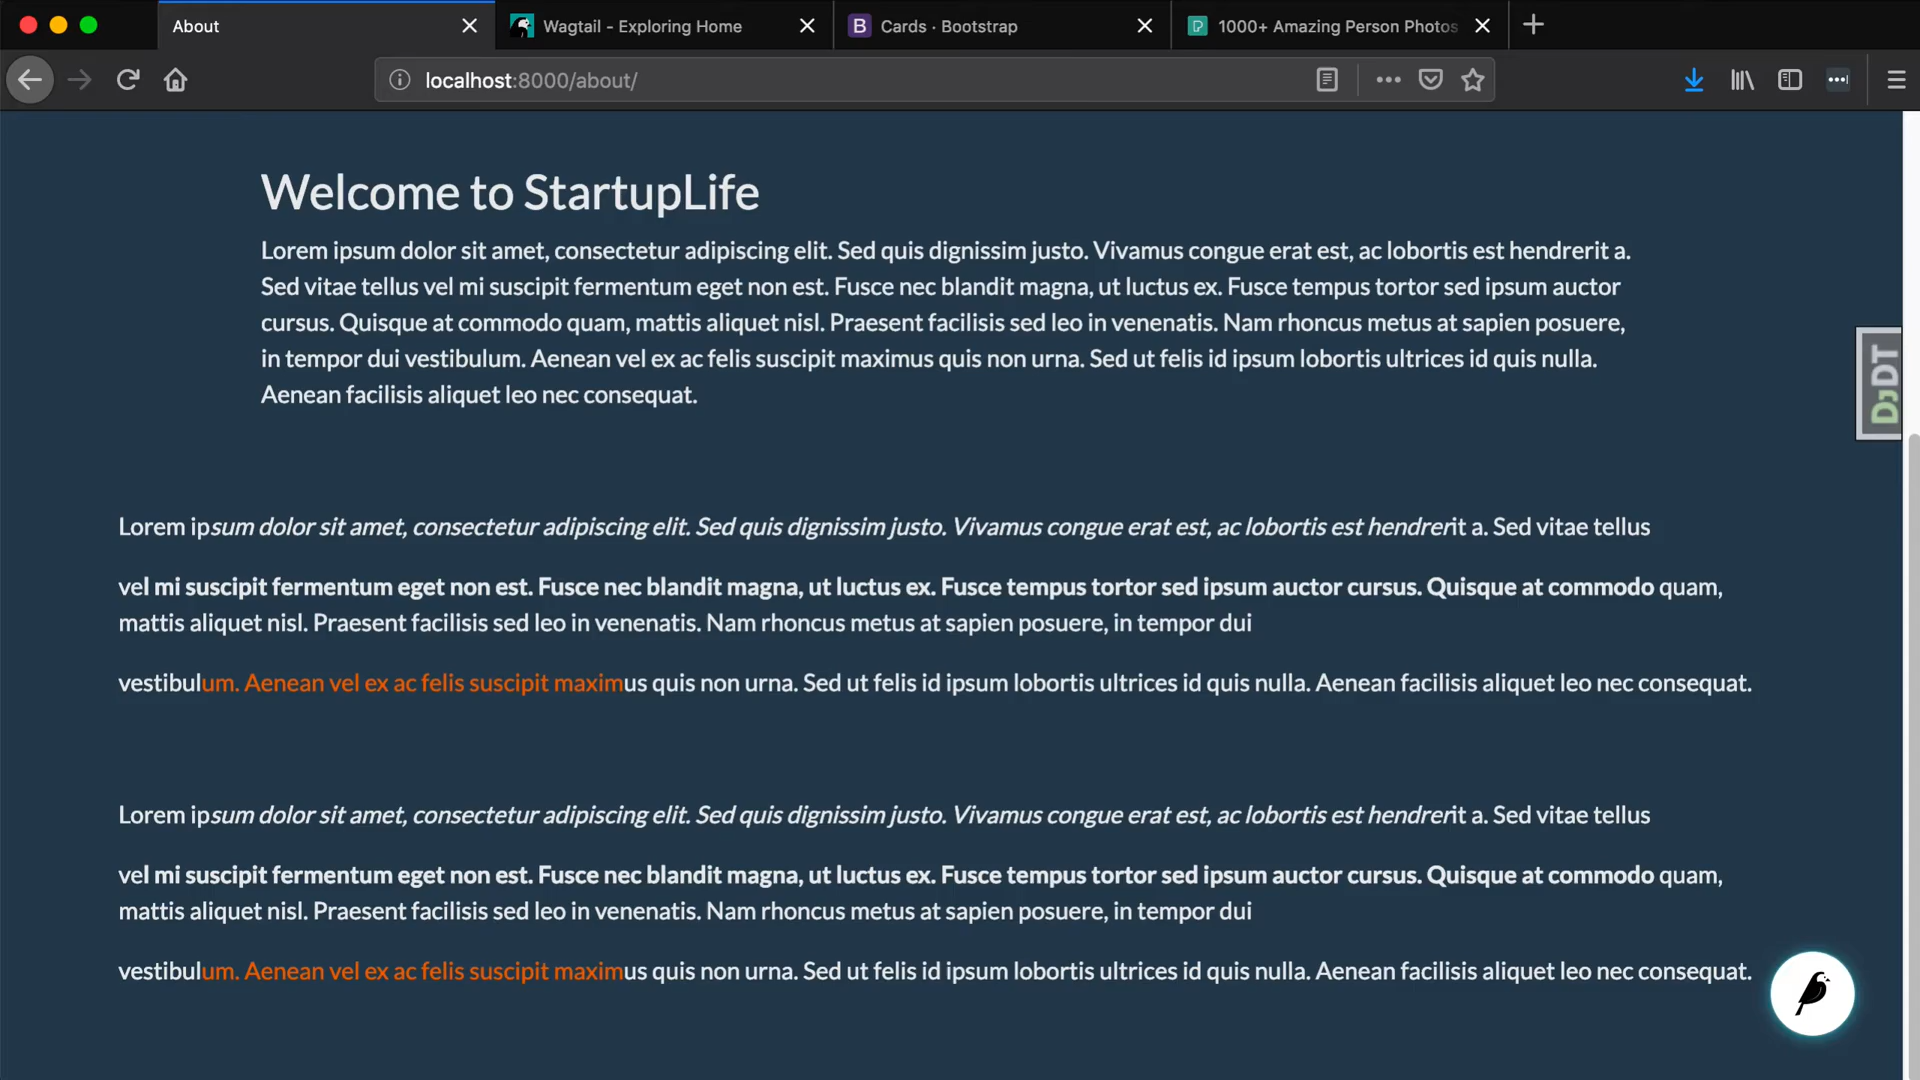 About
Wagtail - Exploring Home
B Cards · Bootstrap
1000+ Amazing Person Photos
localhost:8000/about/
Welcome to StartupLife
Lorem ipsum dolor sit amet, consectetur adipiscing elit. Sed quis dignissim justo. Vivamus congue erat est, ac lobortis est hendrerit a.
Sed vitae tellus vel mi suscipit fermentum eget non est. Fusce nec blandit magna, ut luctus ex. Fusce tempus tortor sed ipsum auctor
cursus. Quisque at commodo quam, mattis aliquet nisl. Praesent facilisis sed leo in venenatis. Nam rhoncus metus at sapien posuere,
in tempor dui vestibulum. Aenean vel ex ac felis suscipit maximus quis non urna. Sed ut felis id ipsum lobortis ultrices id quis nulla.
Aenean facilisis aliquet leo nec consequat.
DJDT
Lorem ipsum dolor sit amet, consectetur adipiscing elit. Sed quis dignissim justo. Vivamus congue erat est, ac lobortis est hendrerit a. Sed vitae tellus
vel mi suscipit fermentum eget non est. Fusce nec blandit magna, ut luctus ex. Fusce tempus tortor sed ipsum auctor cursus. Quisque at commodo quam,
mattis aliquet nisl. Praesent facilisis sed leo in venenatis. Nam rhoncus metus at sapien posuere, in tempor dui
vestibulum. Aenean vel ex ac felis suscipit maximus quis non urna. Sed ut felis id ipsum lobortis ultrices id quis nulla. Aenean facilisis aliquet leo nec consequat.
Lorem ipsum dolor sit amet, consectetur adipiscing elit. Sed quis dignissim justo. Vivamus congue erat est, ac lobortis est hendrerit a. Sed vitae tellus
vel mi suscipit fermentum eget non est. Fusce nec blandit magna, ut luctus ex. Fusce tempus tortor sed ipsum auctor cursus. Quisque at commodo quam,
mattis aliquet nisl. Praesent facilisis sed leo in venenatis. Nam rhoncus metus at sapien posuere, in tempor dui
vestibulum. Aenean vel ex ac felis suscipit maximus quis non urna. Sed ut felis id ipsum lobortis ultrices id quis nulla. Aenean facilisis aliquet leo nec consequat.